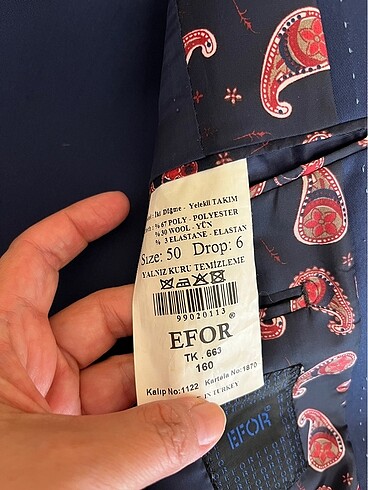 : İki Düğme - Yelekli TAKIM
: % 67 POLY - POLYESTER
% 30 WOOL - YÜN
% 3 ELASTANE - ELASTAN
Size: 50 Drop: 6
YALNIZ KURU TEMİZLEME
99020113
EFOR®
TK . 663
160
Kalıp No:1122 Kartela No:1870
IN TURKEY
EFOR